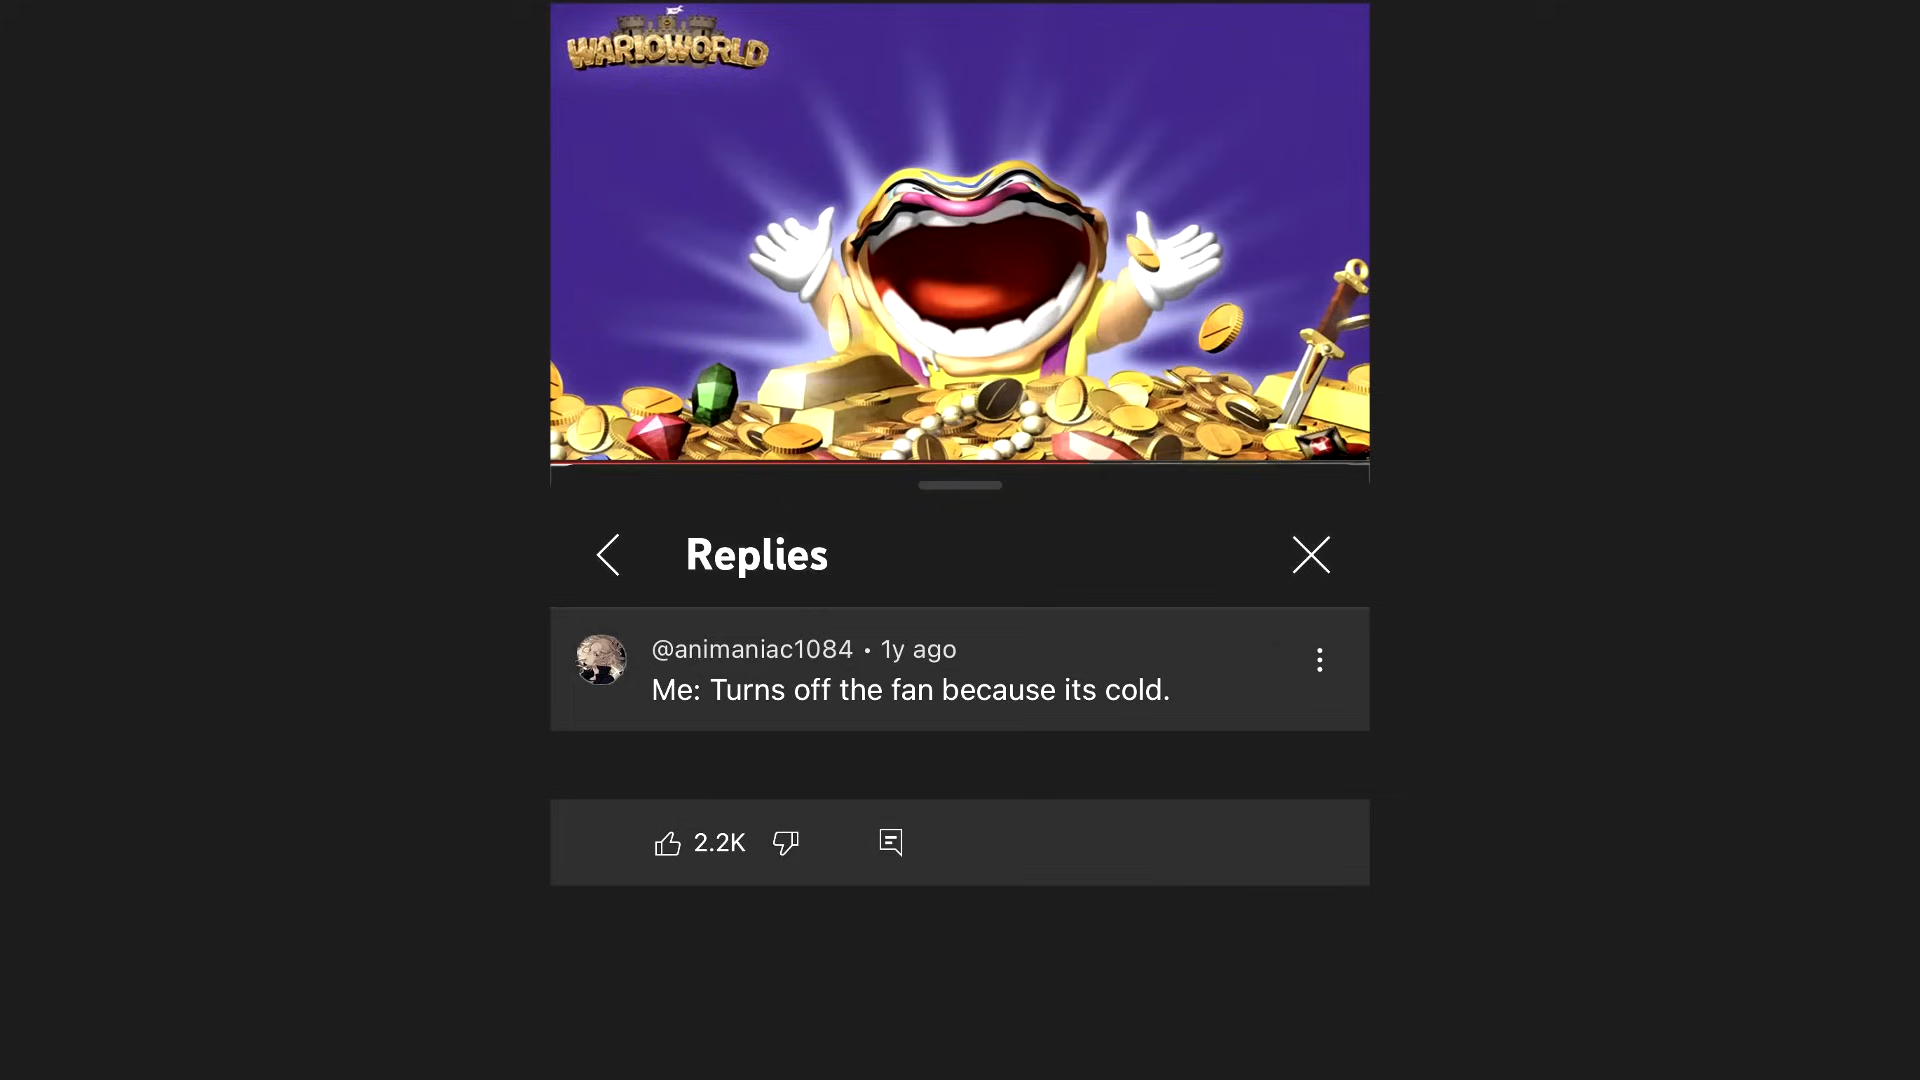 WARIOWORLD
Replies
@animaniac1084 • 1y ago
Me: Turns off the fan because its cold.
2.2K